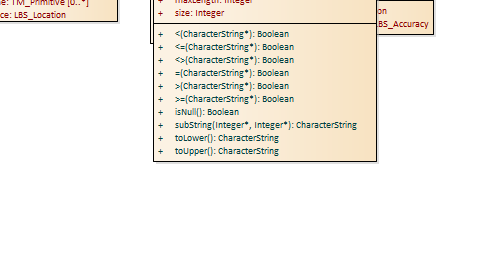 e: TM_Primitive [0..*]
ce: LBS_Location
+ maxLength: Integer
+ size: Integer
on
BS_Accuracy
+ <(CharacterString*): Boolean
+ <=(CharacterString*): Boolean
+ <>(CharacterString*): Boolean
+ =(CharacterString*): Boolean
+ >(CharacterString*): Boolean
+ >=(CharacterString*): Boolean
+ isNull(): Boolean
+ subString(Integer*, Integer*): CharacterString
+ toLower(): CharacterString
+ toUpper(): CharacterString